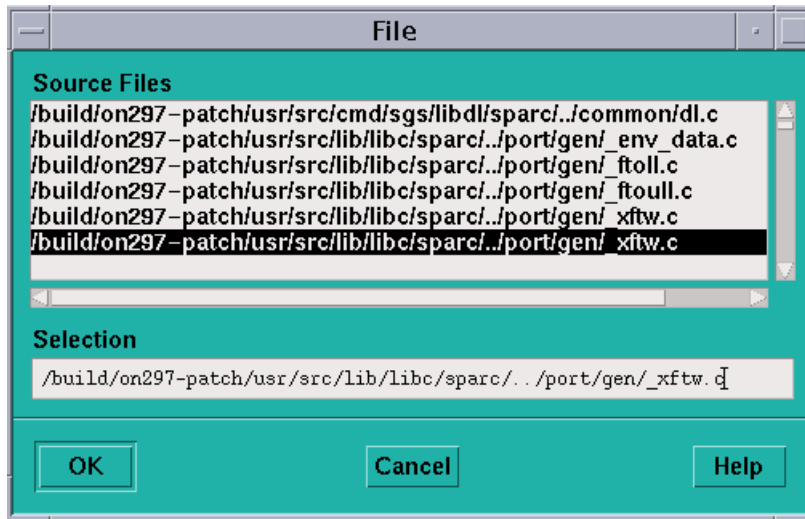 File
Source Files
/build/on297-patch/usr/src/cmd/sgs/libdl/sparc/../common/dl.c
/build/on297-patch/usr/src/lib/libc/sparc/../port/gen/_env_data.c
/build/on297-patch/usr/src/lib/libc/sparc/../port/gen/_ftoll.c
/build/on297-patch/usr/src/lib/libc/sparc/../port/gen/_ftoull.c
/build/on297-patch/usr/src/lib/libc/sparc/../port/gen/_xftw.c
/build/on297-patch/usr/src/lib/libc/sparc/../port/gen/_xftw.c
Selection
/build/on297-patch/usr/src/lib/libc/sparc/../port/gen/_xftw.c
OK Cancel Help